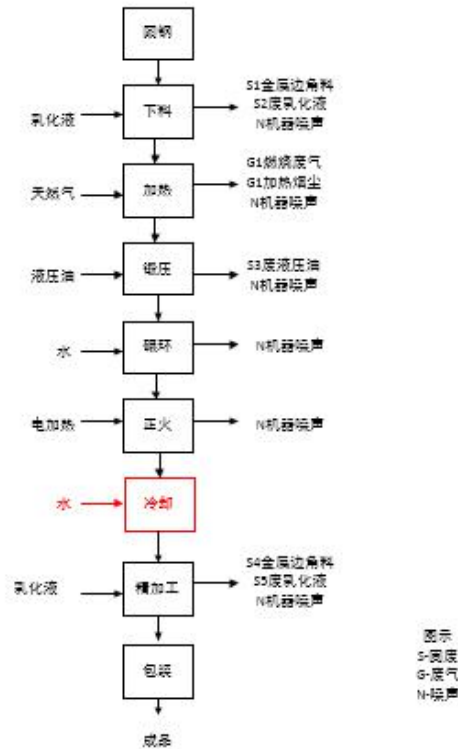 圆钢
乳化液
下料
S1金属边角料
S2废乳化液
N机器噪声
天然气
加热
G1燃烧废气
G1加热烟尘
N机器噪声
液压油
锻压
S3废液压油
N机器噪声
水
碾环
N机器噪声
电加热
正火
N机器噪声
水
冷却
乳化液
精加工
S4金属边角料
S5废乳化液
N机器噪声
包装
成品
图示
S-固废
G-废气
N-噪声